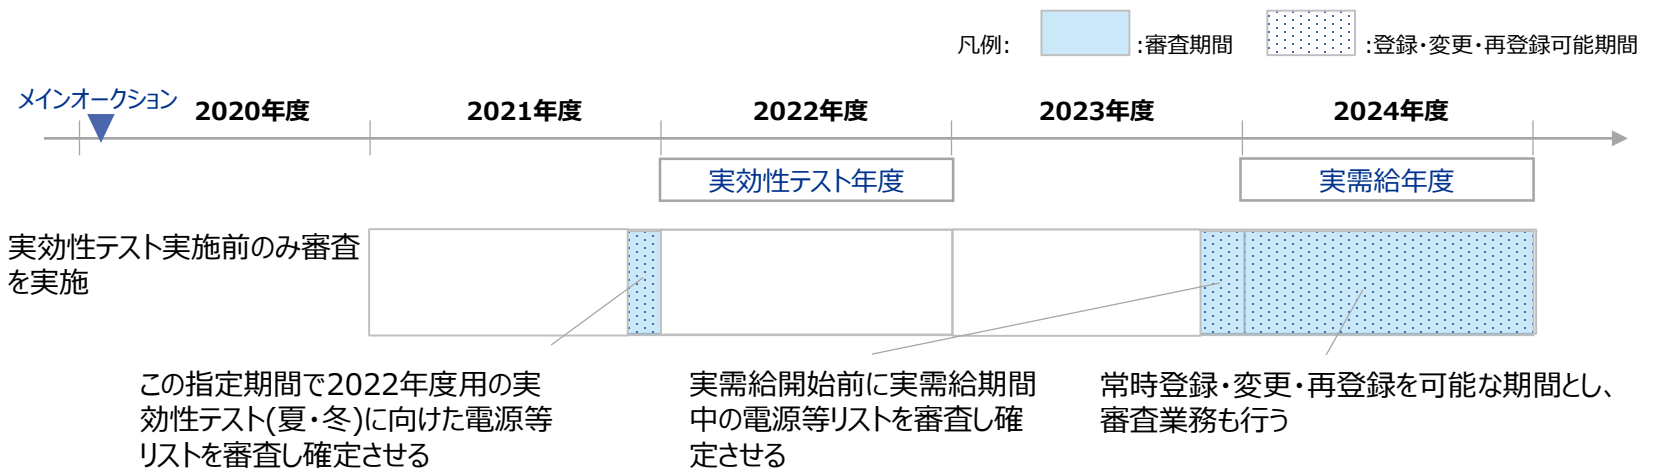 凡例:
:審査期間
:登録・変更・再登録可能期間
メインオークション
2020年度
2021年度
2022年度
2023年度
2024年度
実効性テスト年度
実需給年度
実効性テスト実施前のみ審査
を実施
この指定期間で2022年度用の実
効性テスト(夏・冬)に向けた電源等
リストを審査し確定させる
実需給開始前に実需給期間
中の電源等リストを審査し確
定させる
常時登録・変更・再登録を可能な期間とし、
審査業務も行う